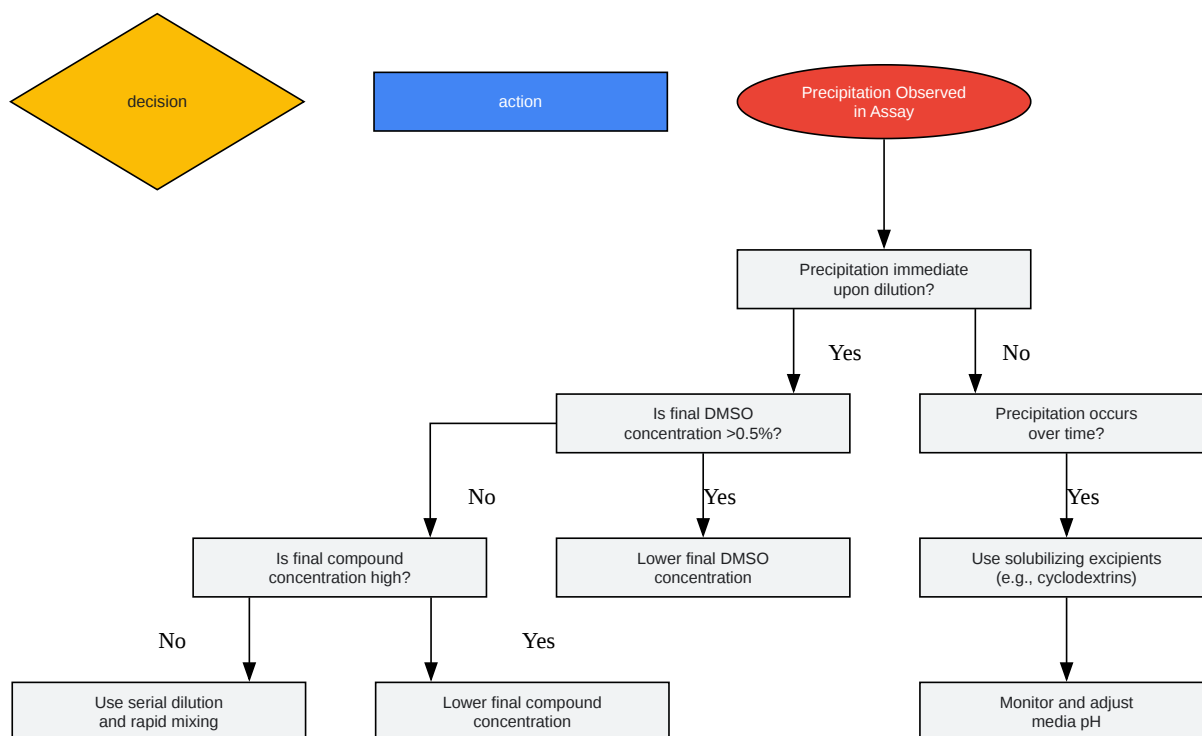 decision
action
Precipitation Observed
in Assay
Precipitation immediate
upon dilution?
Yes
No
Is final DMSO
concentration >0.5%?
Precipitation occurs
over time?
No
Yes
Yes
Is final compound
concentration high?
Lower final DMSO
concentration
Use solubilizing excipients
(e.g., cyclodextrins)
No
Yes
Use serial dilution
and rapid mixing
Lower final compound
concentration
Monitor and adjust
media pH